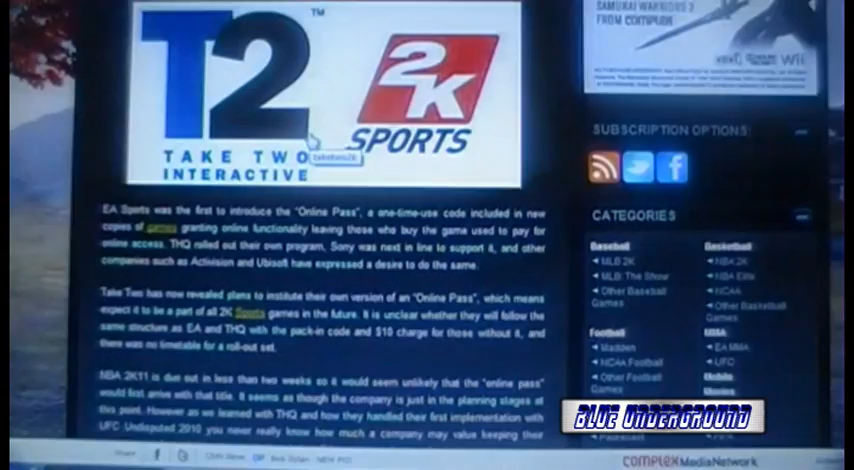 T2
TM
TAKE TWO
INTERACTIVE
2K
SPORTS
taketwo2k
EA Sports was the first to introduce the "Online Pass", a one-time-use code included in new
copies of games granting online functionality leaving those who buy the game used to pay for
online access. THQ rolled out their own program, Sony was next in line to support it, and other
companies such as Activision and Ubisoft have expressed a desire to do the same.
Take Two has now revealed plans to institute their own version of an "Online Pass", which means
expect it to be a part of all 2K Sports games in the future. It is unclear whether they will follow the
same structure as EA and THQ with the pack-in code and $10 charge for those without it, and
there was no timetable for a roll-out set.
NBA 2K11 is due out in less than two weeks so it would seem unlikely that the "online pass"
would first arrive with that title. It seems as though the company is just in the planning stages at
this point. However as we learned with THQ and how they handled their first implementation with
UFC Undisputed 2010 you never really know how much a company may value keeping their
SAMURAI WARRIORS 3
FROM COMPLEX
Wii
SUBSCRIPTION OPTIONS:
CATEGORIES
Baseball
MLB 2K
MLB: The Show
Other Baseball
Games
Football
Madden
NCAA Football
Other Football
Games
Basketball
NBA 2K
NBA Elite
NCAA
Other Basketball
Games
MMA
EA MMA
UFC
Mobile
Movies
BLUE UNDERGROUND
Share
f
COMPLEX MediaNetwork